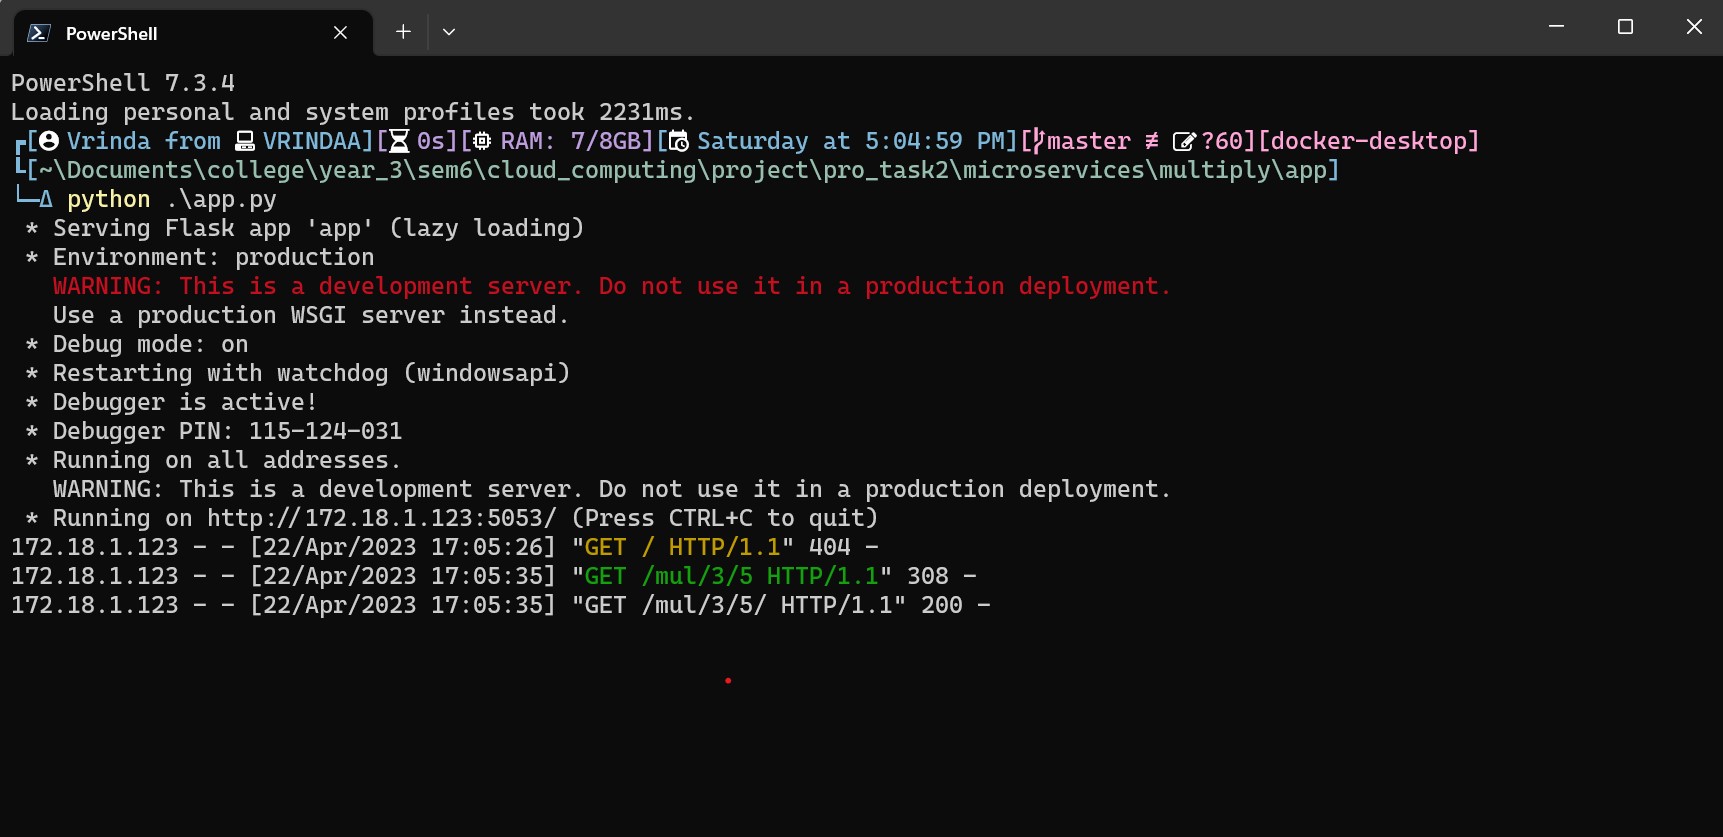 PowerShell
PowerShell 7.3.4
Loading personal and system profiles took 2231ms.
[Vrinda from VRINDAA][0s][RAM: 7/8GB][Saturday at 5:04:59 PM][master ≢ ?60][docker-desktop]
[~\Documents\college\year_3\sem6\cloud_computing\project\pro_task2\microservices\multiply\app]
└─Δ python .\app.py
 * Serving Flask app 'app' (lazy loading)
 * Environment: production
   WARNING: This is a development server. Do not use it in a production deployment.
   Use a production WSGI server instead.
 * Debug mode: on
 * Restarting with watchdog (windowsapi)
 * Debugger is active!
 * Debugger PIN: 115-124-031
 * Running on all addresses.
   WARNING: This is a development server. Do not use it in a production deployment.
 * Running on http://172.18.1.123:5053/ (Press CTRL+C to quit)
172.18.1.123 - - [22/Apr/2023 17:05:26] "GET / HTTP/1.1" 404 -
172.18.1.123 - - [22/Apr/2023 17:05:35] "GET /mul/3/5 HTTP/1.1" 308 -
172.18.1.123 - - [22/Apr/2023 17:05:35] "GET /mul/3/5/ HTTP/1.1" 200 -